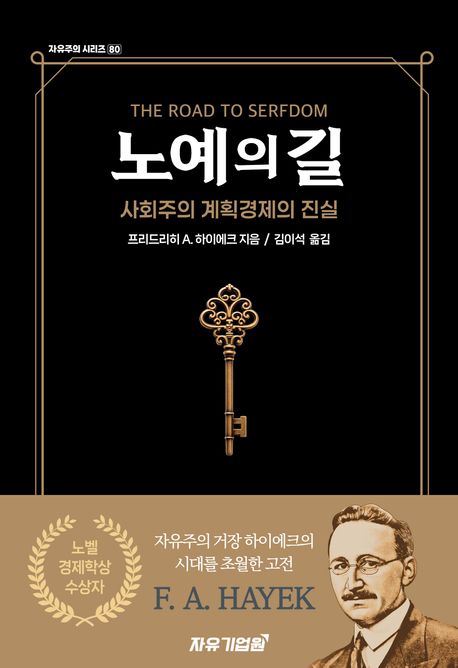 자유주의 시리즈 80
THE ROAD TO SERFDOM
노예의 길
사회주의 계획경제의 진실
프리드리히 A. 하이에크 지음 / 김이석 옮김
노벨
경제학상
수상자
자유주의 거장 하이에크의
시대를 초월한 고전
F. A. HAYEK
자유기업원